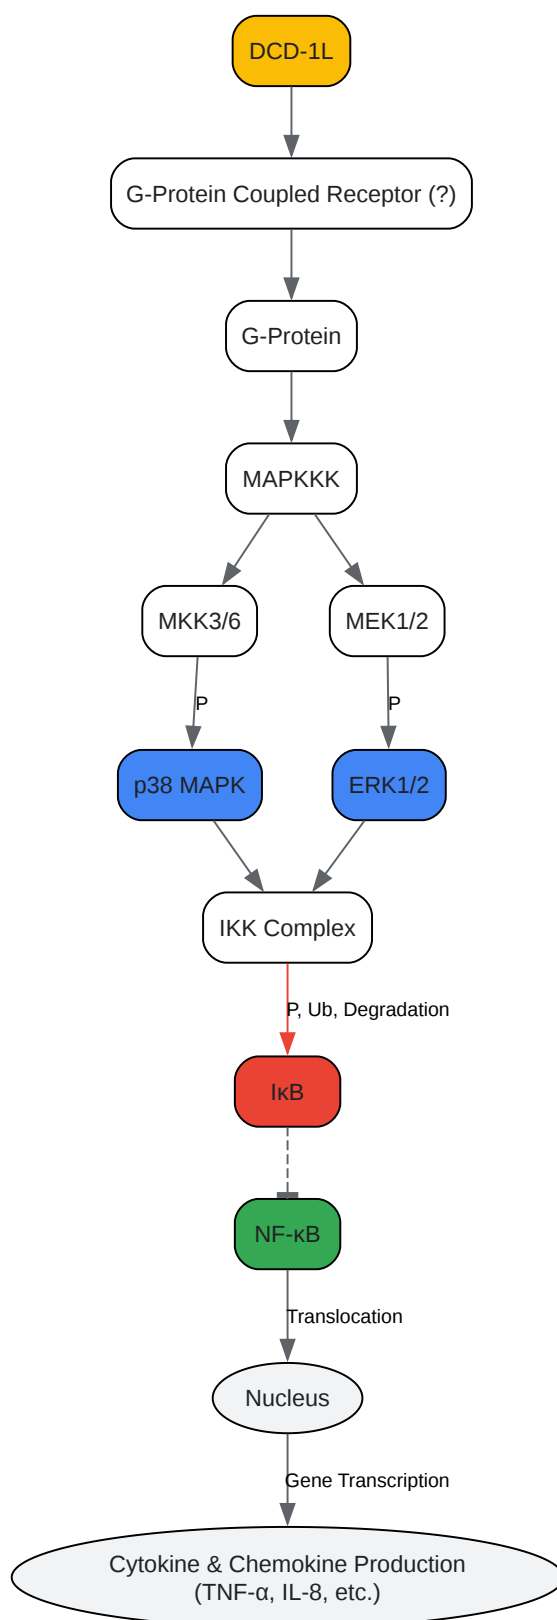 DCD-1L
G-Protein Coupled Receptor (?)
G-Protein
MAPKKK
MKK3/6
MEK1/2
P
P
p38 MAPK
ERK1/2
IKK Complex
P, Ub, Degradation
IκB
NF-κB
Translocation
Nucleus
Gene Transcription
Cytokine & Chemokine Production
(TNF-α, IL-8, etc.)